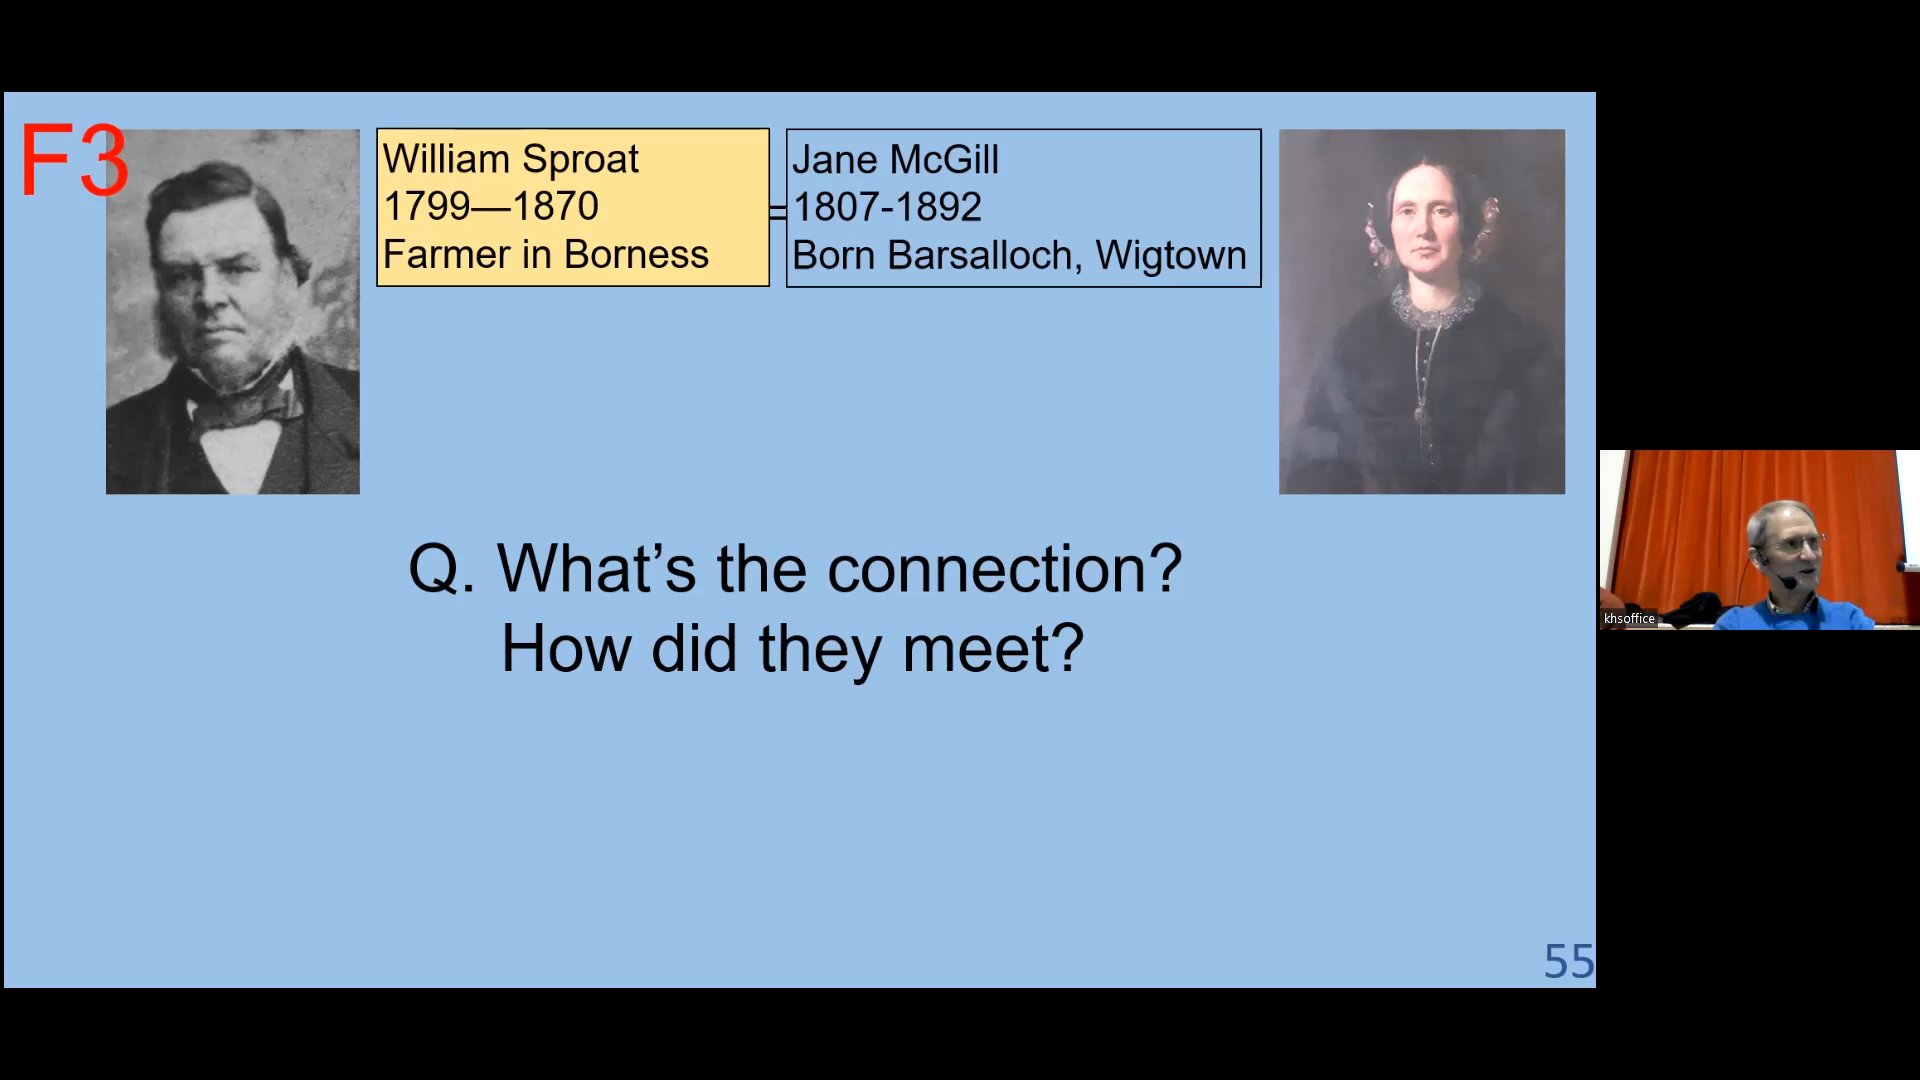 F3
William Sproat
1799—1870
Farmer in Borness
=
Jane McGill
1807-1892
Born Barsalloch, Wigtown
Q. What’s the connection?
How did they meet?
55
khsoffice